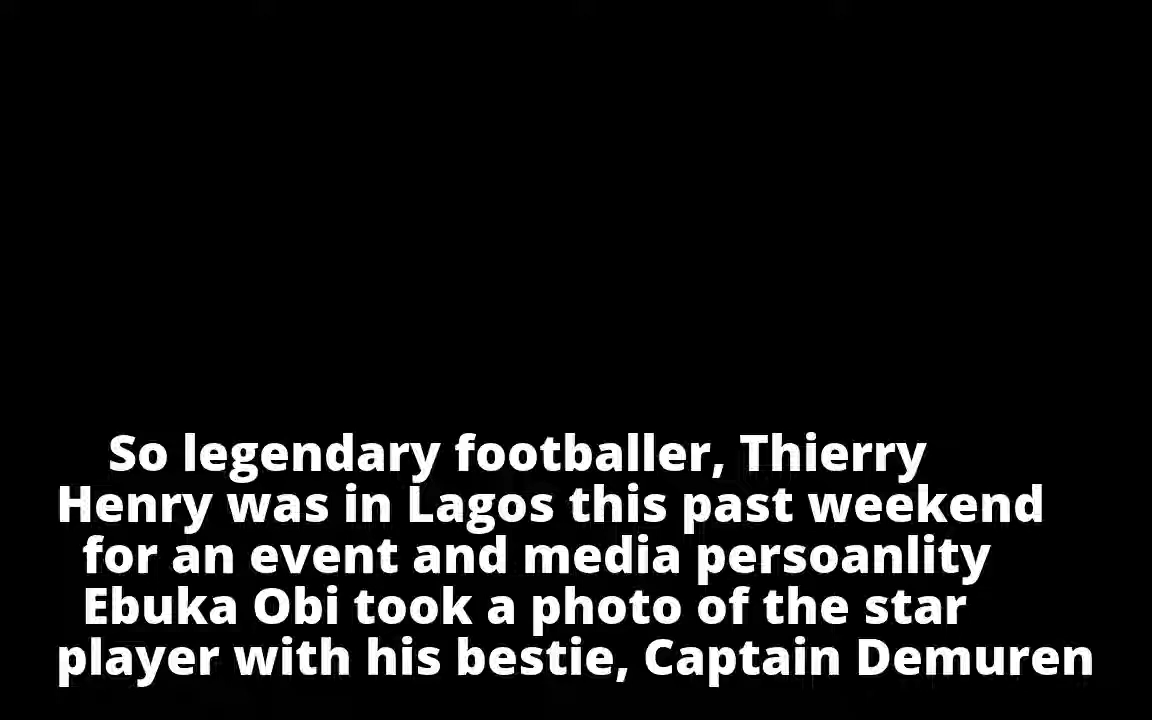 So legendary footballer, Thierry
Henry was in Lagos this past weekend
for an event and media persoanlity
Ebuka Obi took a photo of the star
player with his bestie, Captain Demuren